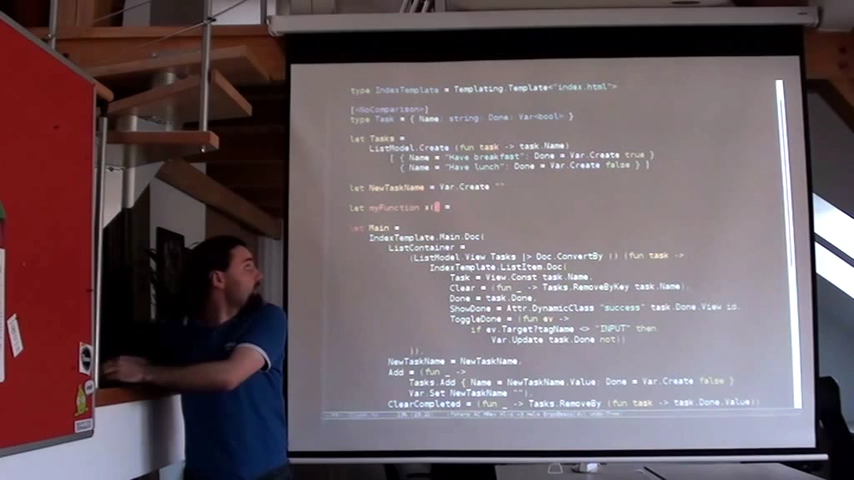 type IndexTemplate = Templating.Template<"index.html">
[<NoComparison>]
type Task = { Name: string; Done: Var<bool> }
let Tasks =
ListModel.Create (fun task -> task.Name)
[ { Name = "Have breakfast"; Done = Var.Create true }
{ Name = "Have lunch"; Done = Var.Create false } ]
let NewTaskName = Var.Create ""
let myFunction x( =
let Main =
IndexTemplate.Main.Doc(
ListContainer =
(ListModel.View Tasks |> Doc.ConvertBy () (fun task ->
IndexTemplate.ListItem.Doc(
Task = View.Const task.Name,
Clear = (fun _ -> Tasks.RemoveByKey task.Name),
Done = task.Done,
ShowDone = Attr.DynamicClass "success" task.Done.View id,
ToggleDone = (fun ev ->
if ev.Target?tagName <> "INPUT" then
Var.Update task.Done not))
)),
NewTaskName = NewTaskName,
Add = (fun _ ->
Tasks.Add { Name = NewTaskName.Value; Done = Var.Create false }
Var.Set NewTaskName ""),
ClearCompleted = (fun _ -> Tasks.RemoveBy (fun task -> task.Done.Value))